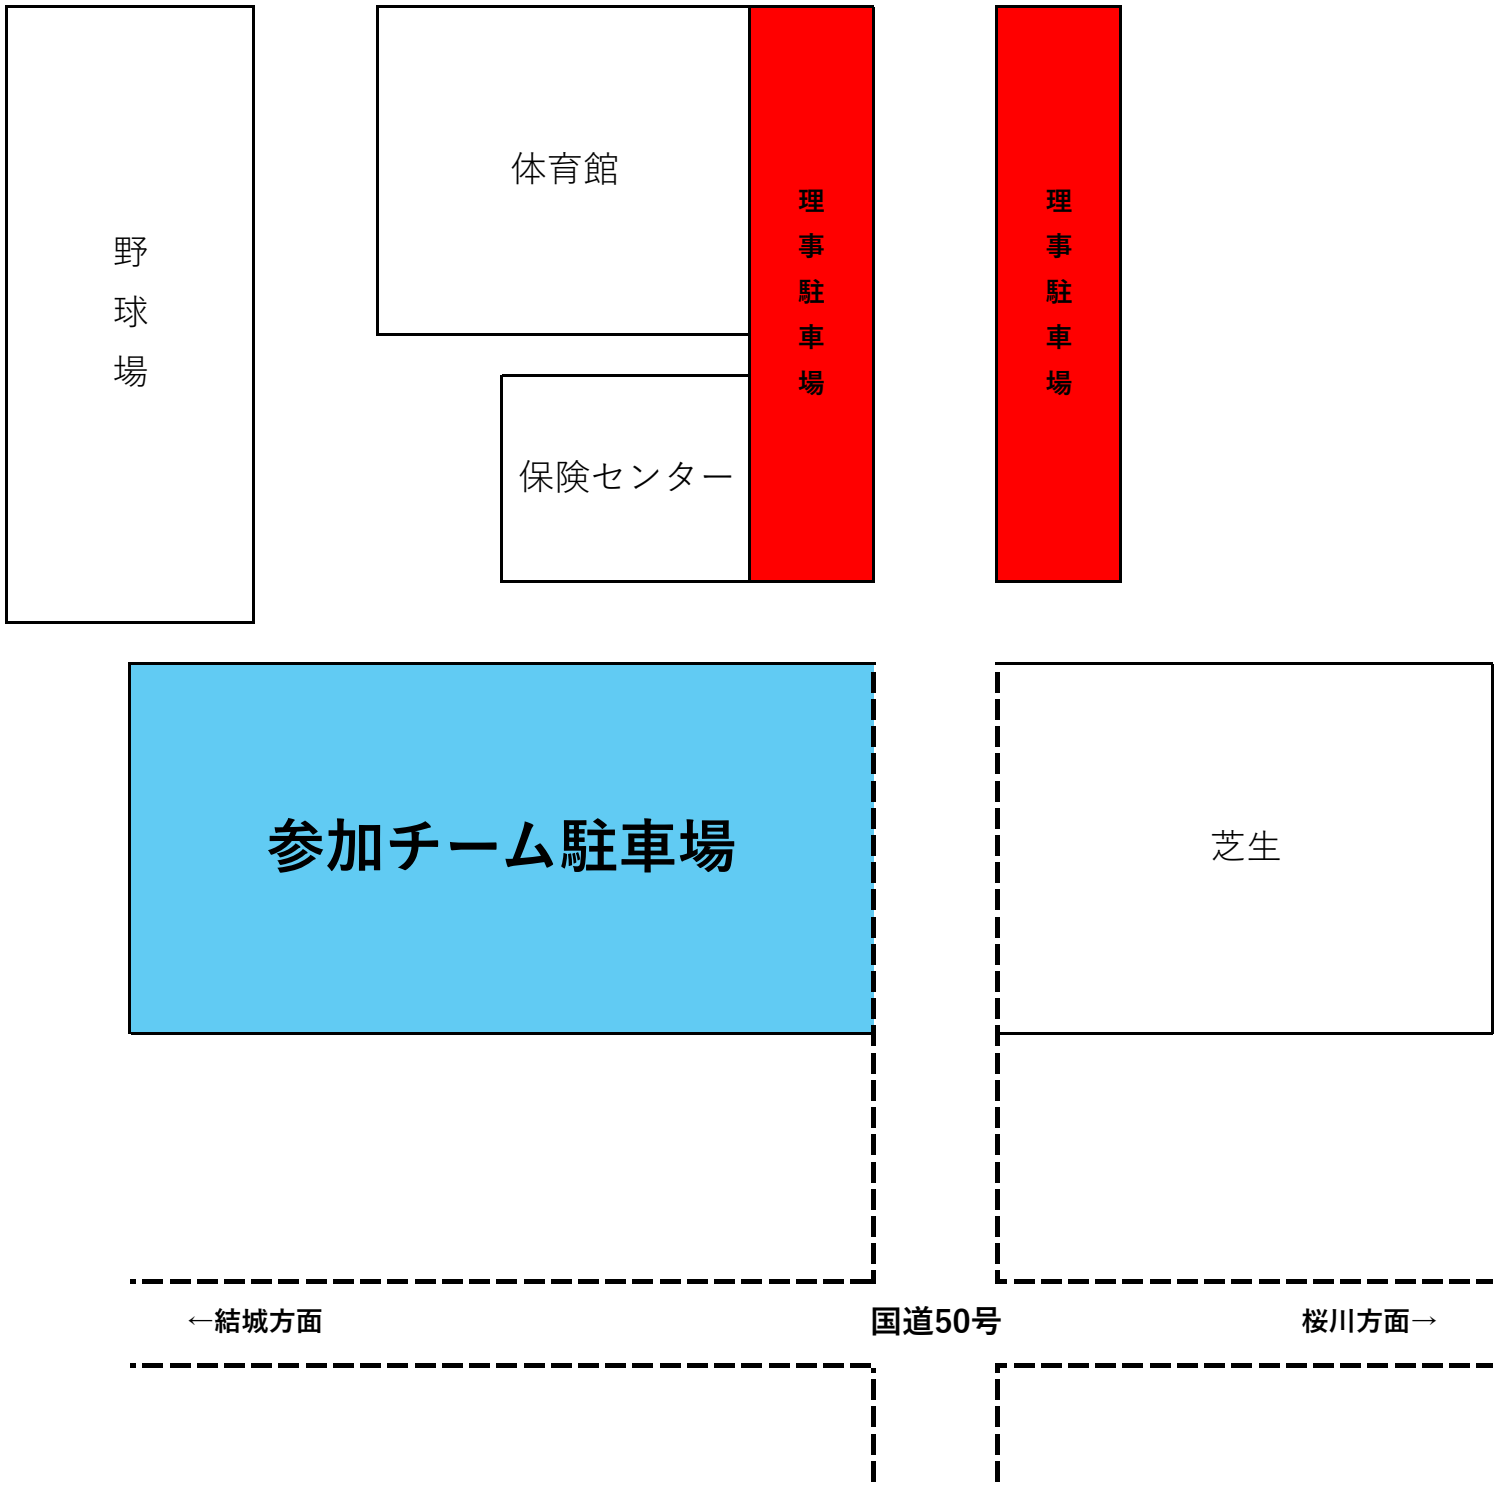 野球場
体育館
理事駐車場
理事駐車場
保険センター
参加チーム駐車場
芝生
←結城方面
国道50号
桜川方面→